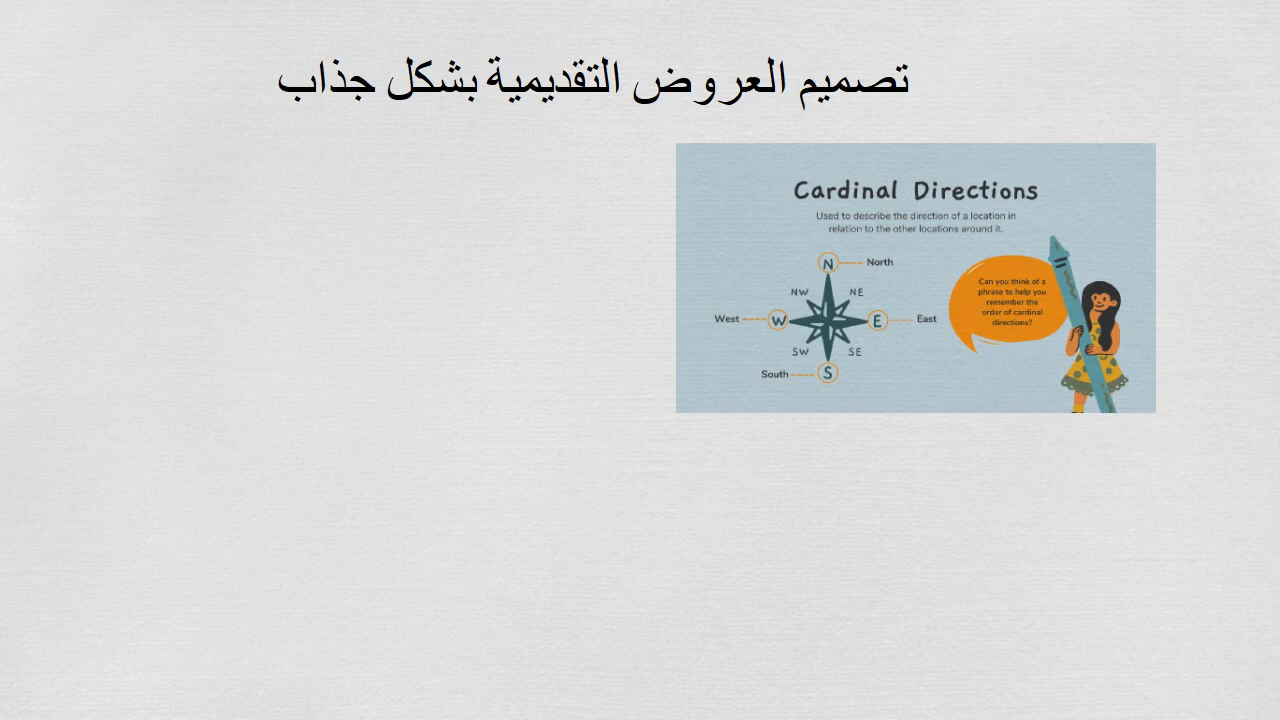 تصميم العروض التقديمية بشكل جذاب
Cardinal Directions
Used to describe the direction of a location in
relation to the other locations around it.
N
North
NW
NE
West
W
E
East
SW
SE
South
S
Can you think of a
phrase to help you
remember the
order of cardinal
directions?